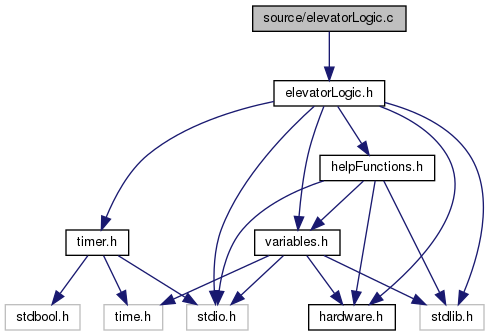 source/elevatorLogic.c
elevatorLogic.h
helpFunctions.h
timer.h
variables.h
stdbool.h
time.h
stdio.h
hardware.h
stdlib.h